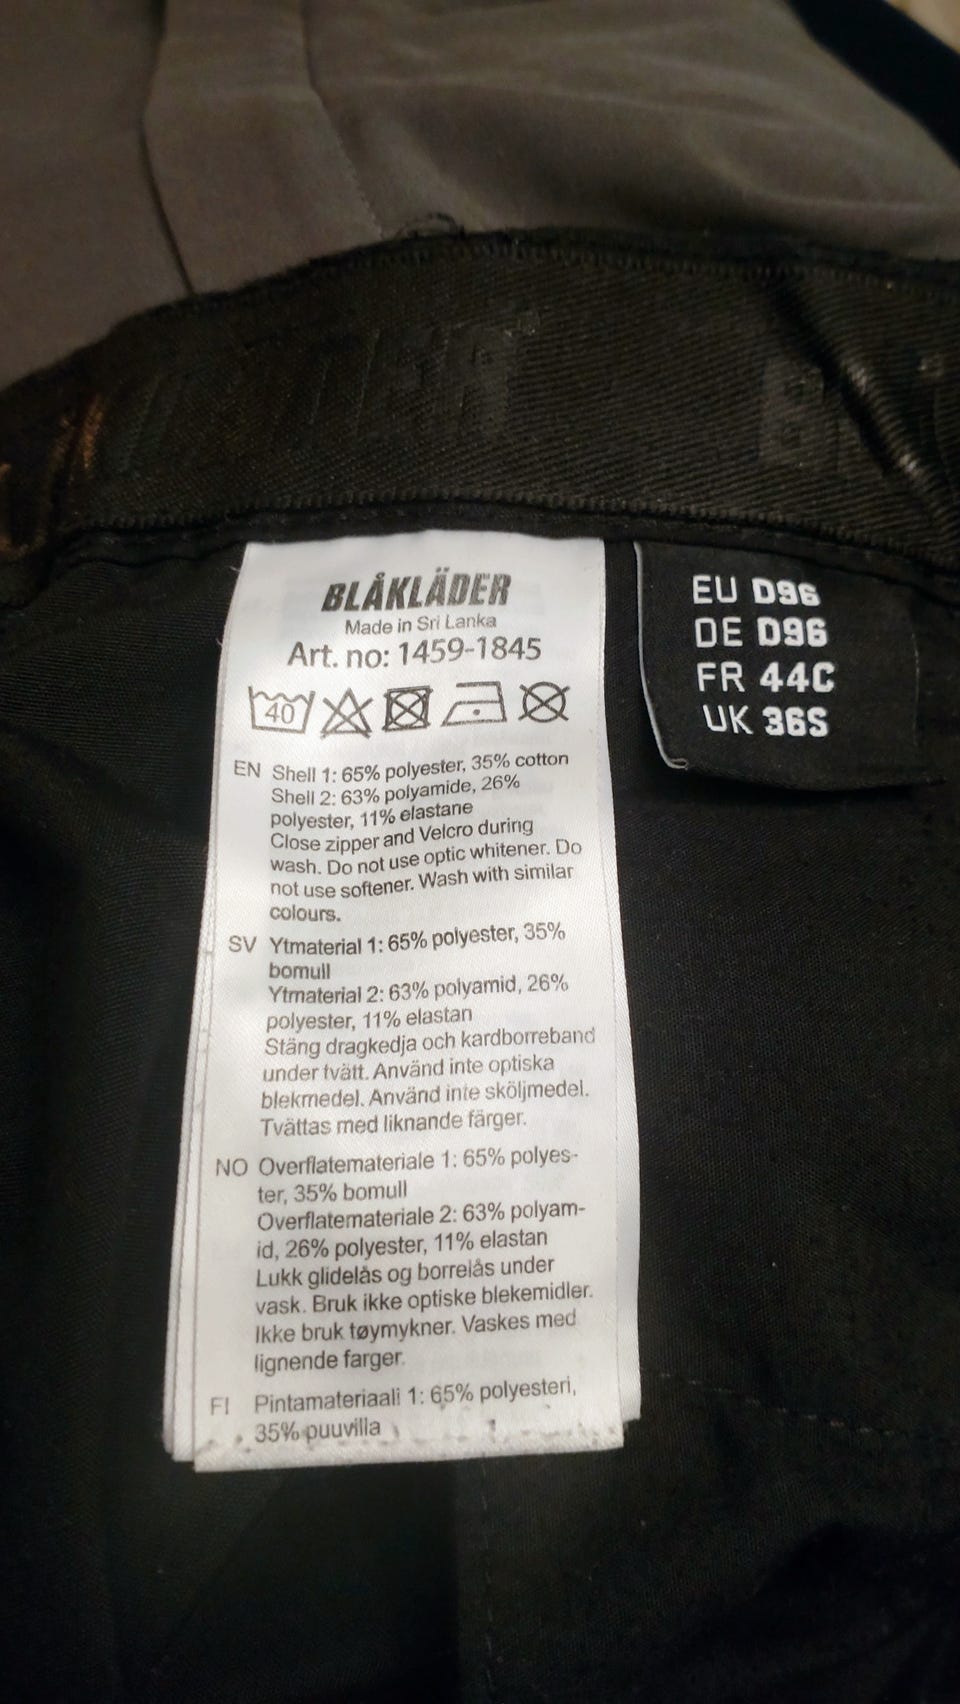 BLÅKLÄDER
Made in Sri Lanka
Art. no: 1459-1845
40
EN Shell 1: 65% polyester, 35% cotton
Shell 2: 63% polyamide, 26%
polyester, 11% elastane
Close zipper and Velcro during
wash. Do not use optic whitener. Do
not use softener. Wash with similar
colours.
SV Ytmaterial 1: 65% polyester, 35%
bomull
Ytmaterial 2: 63% polyamid, 26%
polyester, 11% elastan
Stäng dragkedja och kardborreband
under tvätt. Använd inte optiska
blekmedel. Använd inte sköljmedel.
Tvättas med liknande färger.
NO Overflatemateriale 1: 65% polyes-
ter, 35% bomull
Overflatemateriale 2: 63% polyam-
id, 26% polyester, 11% elastan
Lukk glidelås og borrelås under
vask. Bruk ikke optiske blekemidler.
Ikke bruk tøymykner. Vaskes med
lignende farger.
FI Pintamateriaali 1: 65% polyesteri,
35% puuvilla
EU D96
DE D96
FR 44C
UK 36S